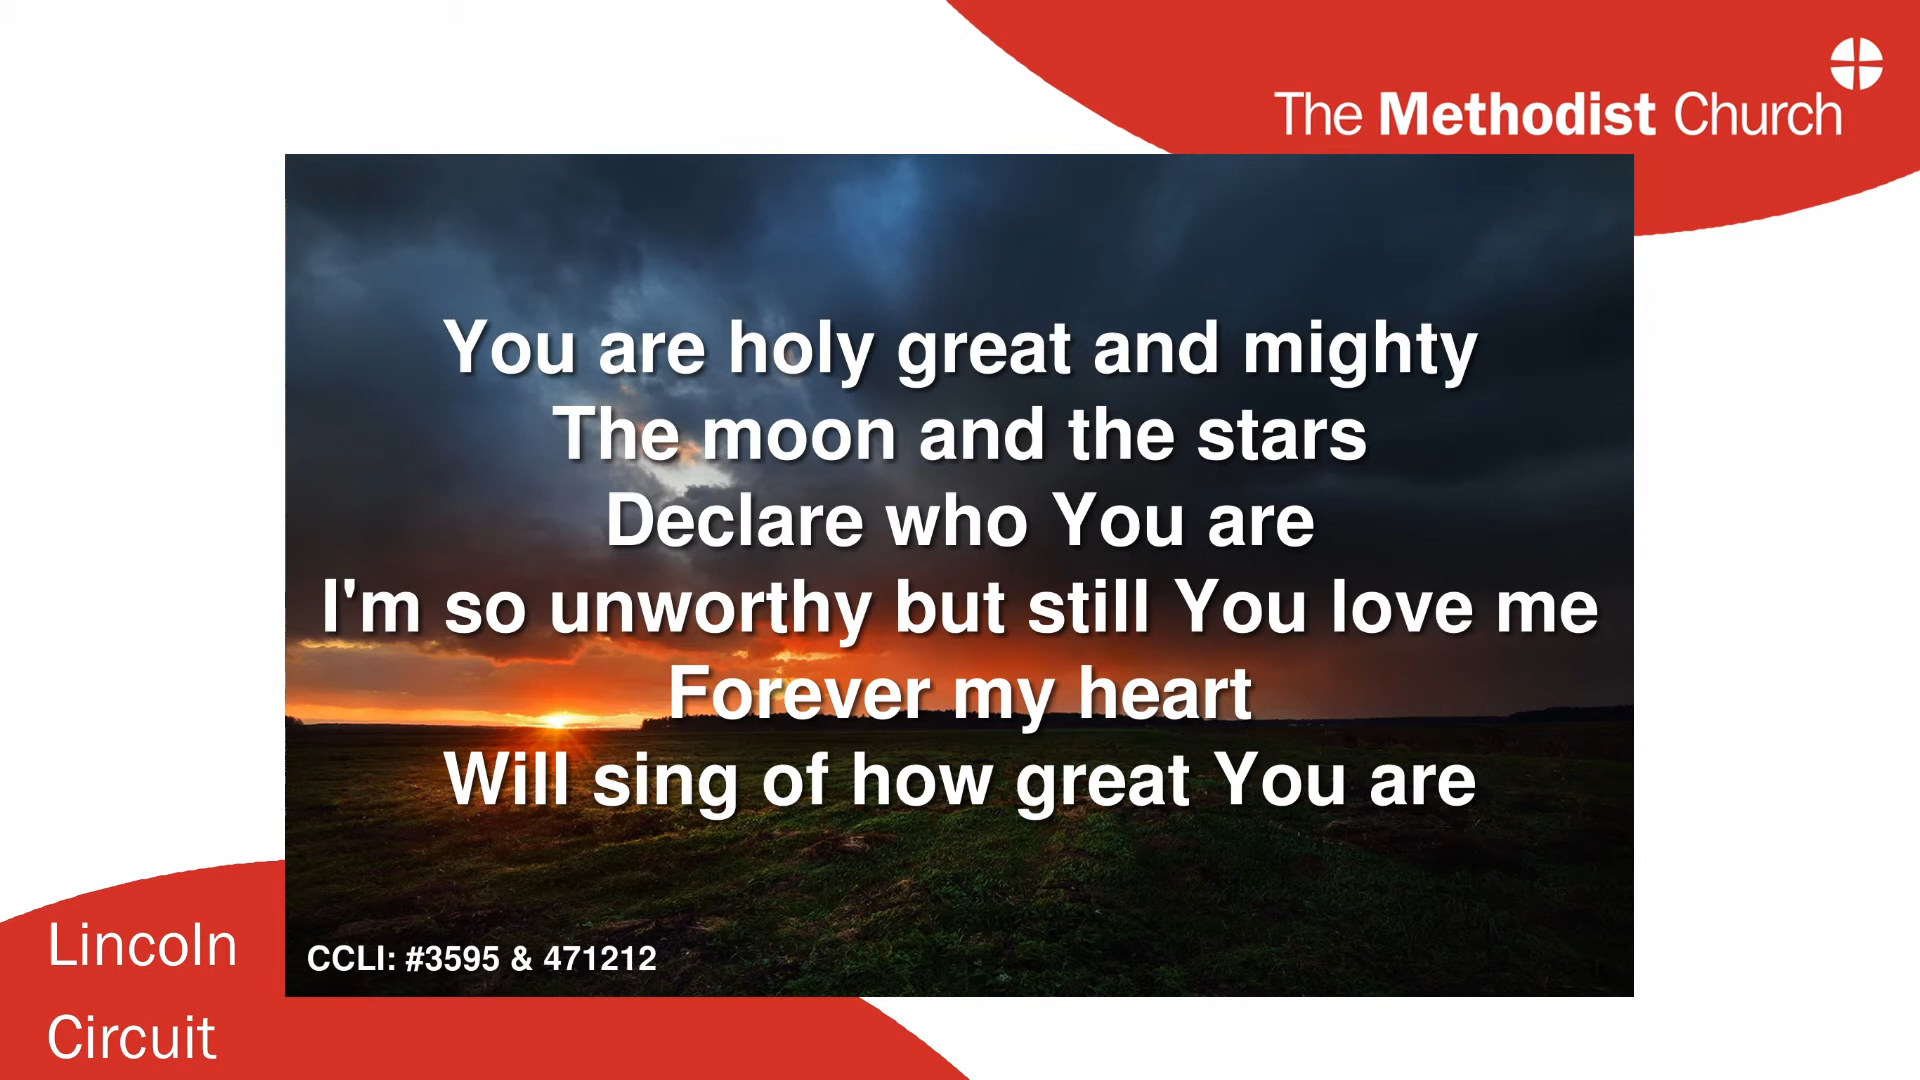 The Methodist Church
You are holy great and mighty
The moon and the stars
Declare who You are
I'm so unworthy but still You love me
Forever my heart
Will sing of how great You are
CCLI: #3595 & 471212
Lincoln
Circuit